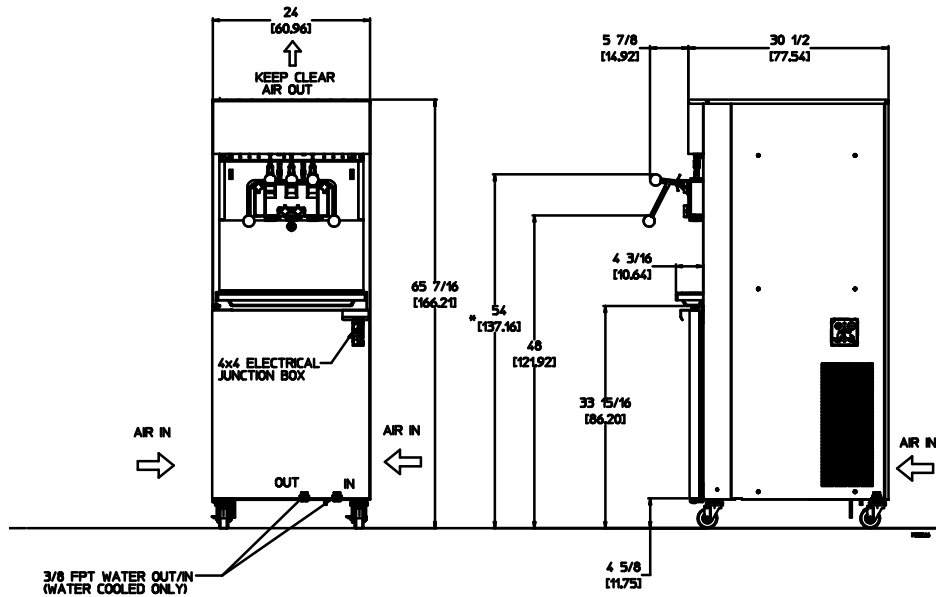 24
[60.96]
KEEP CLEAR
AIR OUT
5 7/8
[14.92]
30 1/2
[77.54]
4 3/16
[10.64]
65 7/16
[166.21]
* 54
[137.16]
48
[121.92]
4x4 ELECTRICAL
JUNCTION BOX
33 15/16
[86.20]
AIR IN
AIR IN
AIR IN
OUT
IN
4 5/8
[11.75]
3/8 FPT WATER OUT/IN
(WATER COOLED ONLY)